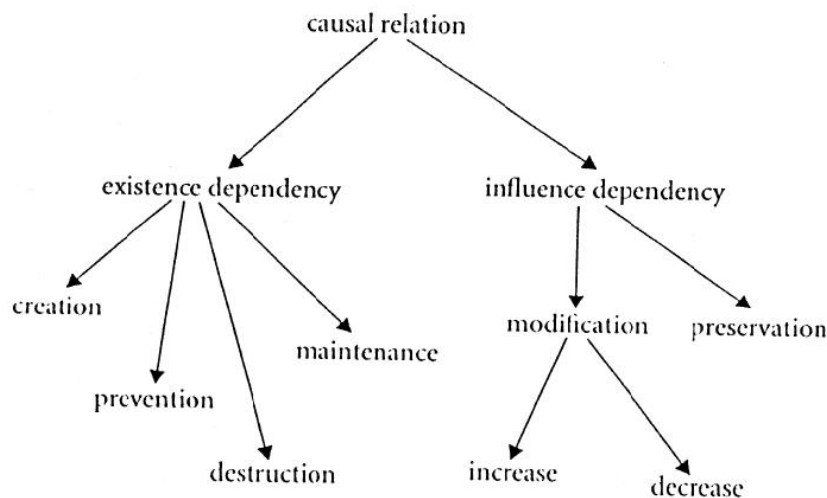 causal relation
existence dependency
influence dependency
creation
prevention
destruction
maintenance
modification
preservation
increase
decrease